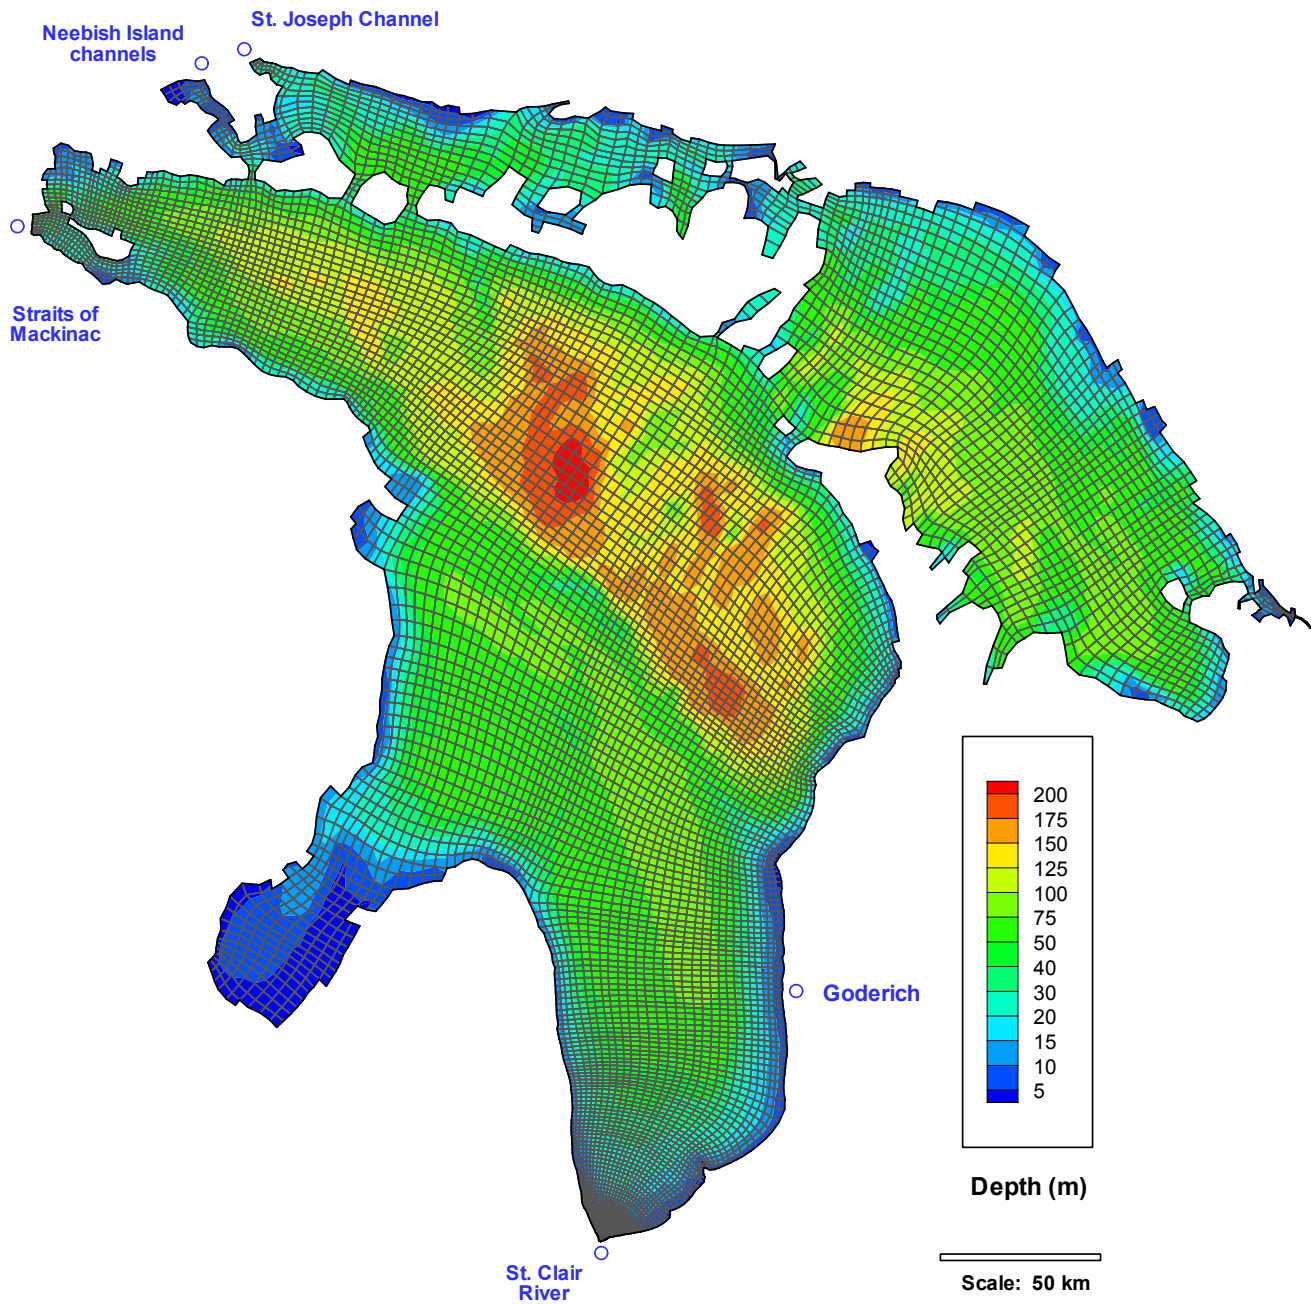 St. Joseph Channel
Neebish Island
channels
Straits of
Mackinac
Goderich
St. Clair
River
200
175
150
125
100
75
50
40
30
20
15
10
5
Depth (m)
Scale: 50 km